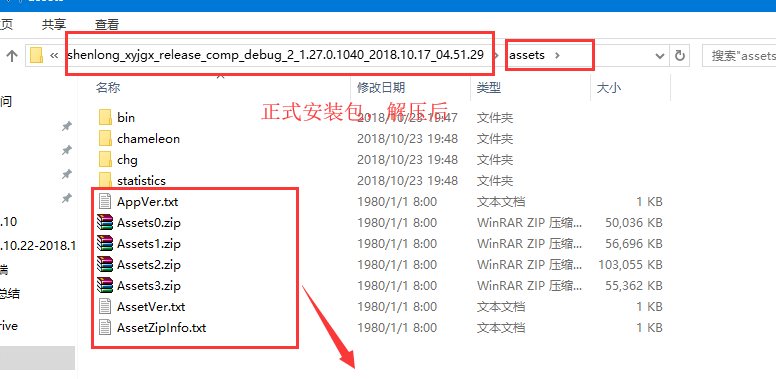 assets
页 共享 查看
« shenlong_xyjgx_release_comp_debug_2_1.27.0.1040_2018.10.17_04.51.29 > assets > 搜索"assets
名称 修改日期 类型 大小
问
bin 2018/10/23 19:47 文件夹
chameleon 2018/10/23 19:48 文件夹
chg 2018/10/23 19:48 文件夹
statistics 2018/10/23 19:48 文件夹
正式安装包,解压后
AppVer.txt 1980/1/1 8:00 文本文档 1 KB
.10 Assets0.zip 1980/1/1 8:00 WinRAR ZIP 压缩... 50,036 KB
.10.22-2018.1 Assets1.zip 1980/1/1 8:00 WinRAR ZIP 压缩... 56,696 KB
Assets2.zip 1980/1/1 8:00 WinRAR ZIP 压缩... 103,055 KB
总结 Assets3.zip 1980/1/1 8:00 WinRAR ZIP 压缩... 55,362 KB
AssetVer.txt 1980/1/1 8:00 文本文档 1 KB
rive AssetZipInfo.txt 1980/1/1 8:00 文本文档 1 KB